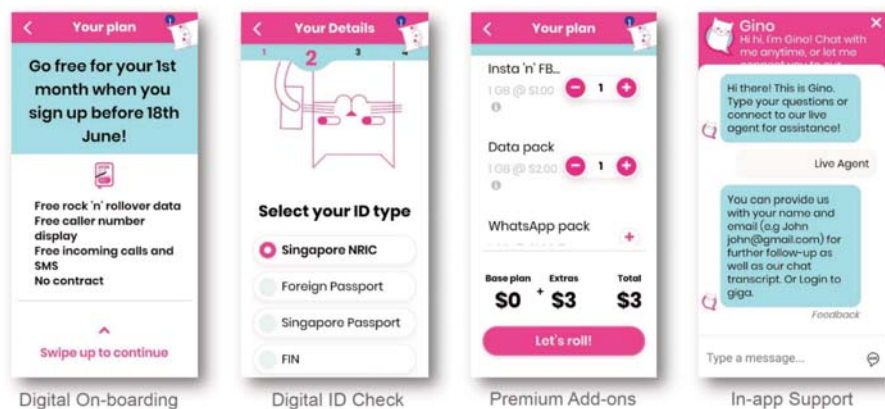 Your plan
Go free for your 1st
month when you
sign up before 18th
June!
Free rock 'n' rollover data
Free caller number
display
Free incoming calls and
SMS
No contract
Swipe up to continue
Digital On-boarding
Your Details
1 2 3 4
Select your ID type
Singapore NRIC
Foreign Passport
Singapore Passport
FIN
Digital ID Check
Your plan
Insta 'n' FB...
1 GB @ $1.00
1
Data pack
1 GB @ $2.00
1
WhatsApp pack
Base plan + Extras Total
$0 $3 $3
Let's roll!
Premium Add-ons
Gino
Hi hi, I'm Gino! Chat with
me anytime, or let me
Hi there! This is Gino.
Type your questions or
connect to our live
agent for assistance!
Live Agent
You can provide us
with your name and
email (e.g John
john@gmail.com) for
further follow-up as
well as our chat
transcript. Or Login to
giga.
Feedback
Type a message...
In-app Support